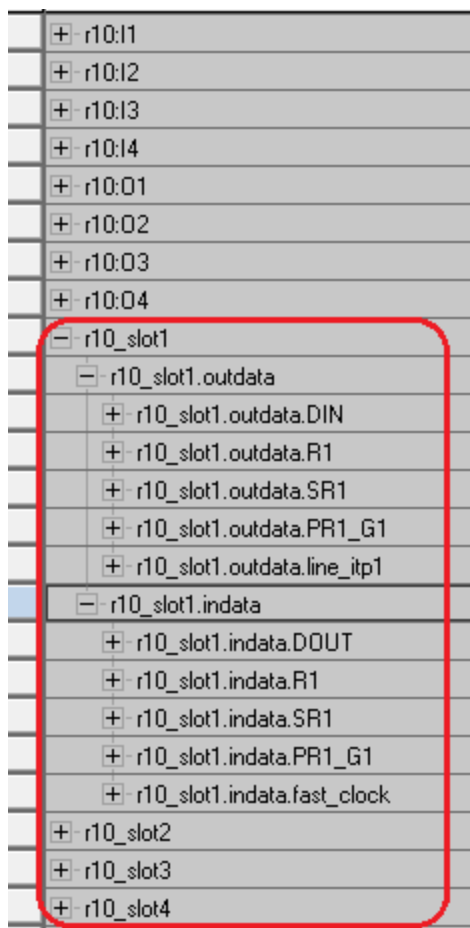 r10:I1
r10:I2
r10:I3
r10:I4
r10:O1
r10:O2
r10:O3
r10:O4
r10_slot1
r10_slot1.outdata
r10_slot1.outdata.DIN
r10_slot1.outdata.R1
r10_slot1.outdata.SR1
r10_slot1.outdata.PR1_G1
r10_slot1.outdata.line_itp1
r10_slot1.indata
r10_slot1.indata.DOUT
r10_slot1.indata.R1
r10_slot1.indata.SR1
r10_slot1.indata.PR1_G1
r10_slot1.indata.fast_clock
r10_slot2
r10_slot3
r10_slot4